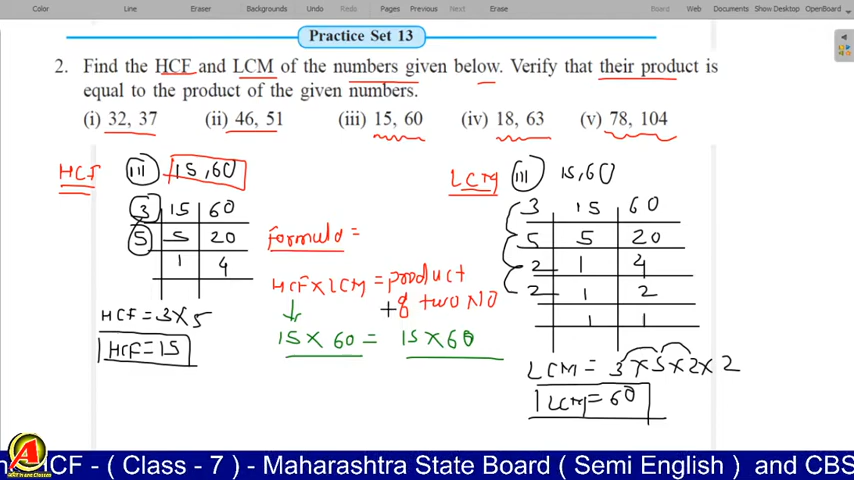 Color Eraser Backgrounds Undo Redo Pages Previous Next Erase Board Web Documents Show Desktop OpenBoard
Practice Set 13
2. Find the HCF and LCM of the numbers given below. Verify that their product is
equal to the product of the given numbers.
(i) 32, 37 (ii) 46, 51 (iii) 15, 60 (iv) 18, 63 (v) 78, 104
HCF (iii) 15,60
3 15 60
5 5 20
1 4
HCF = 3×5
HCF = 15
Formula =
HCF×LCM = product
of two NO
15×60 = 15×60
LCM (iii) 15,60
3 15 60
5 5 20
2 1 4
2 1 2
1 1
LCM = 3×5×2×2
LCM = 60
HCF - ( Class - 7 ) - Maharashtra State Board ( Semi English ) and CBS